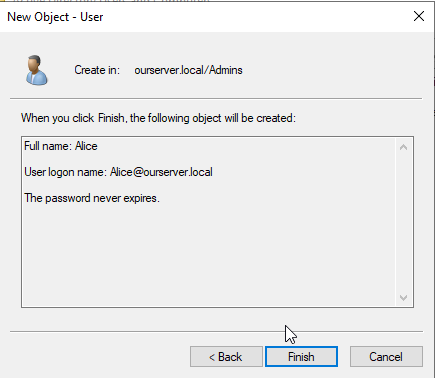 New Object - User
Create in: ourserver.local/Admins
When you click Finish, the following object will be created:
Full name: Alice
User logon name: Alice@ourserver.local
The password never expires.
< Back
Finish
Cancel